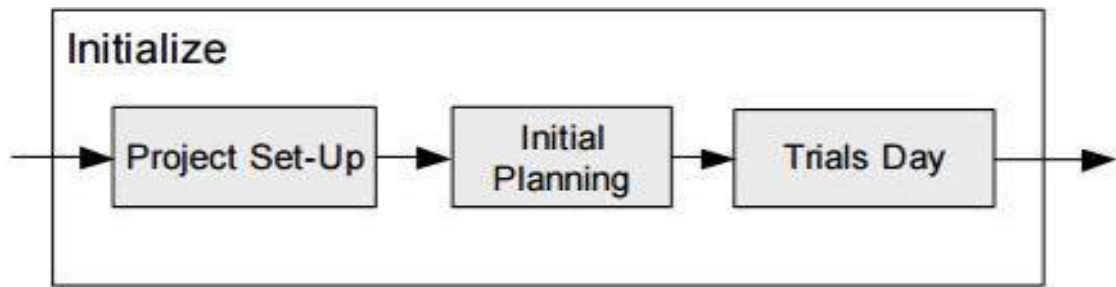 Initialize
Project Set-Up
Initial
Planning
Trials Day